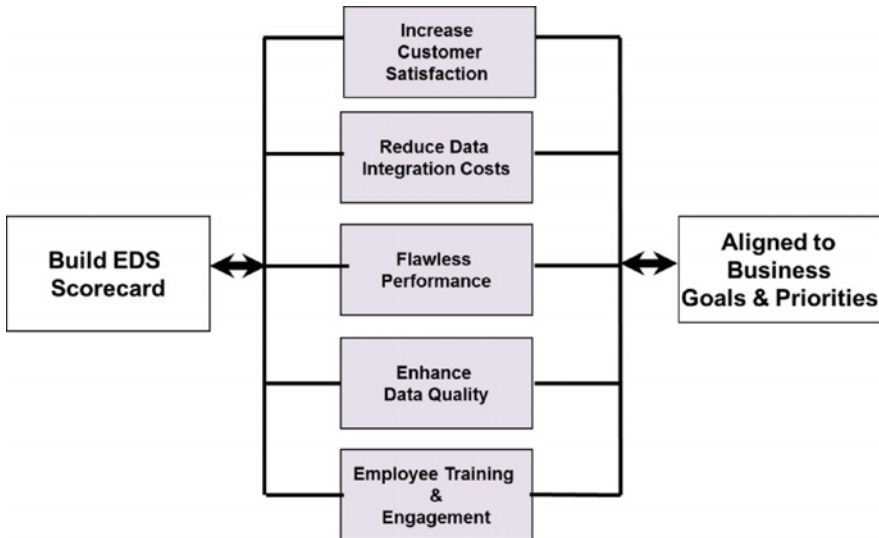 Increase
Customer
Satisfaction
Reduce Data
Integration Costs
Build EDS
Scorecard
Flawless
Performance
Aligned to
Business
Goals & Priorities
Enhance
Data Quality
Employee Training
&
Engagement